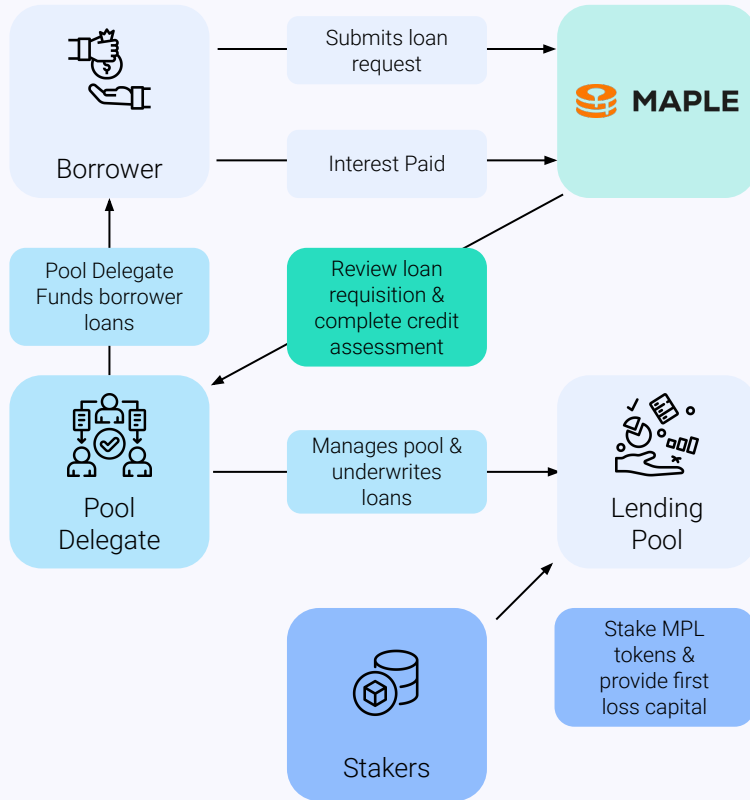 Submits loan
request
MAPLE
Borrower
Interest Paid
Pool Delegate
Funds borrower
loans
Review loan
requisition &
complete credit
assessment
Pool
Delegate
Manages pool &
underwrites
loans
Lending
Pool
Stakers
Stake MPL
tokens &
provide first
loss capital